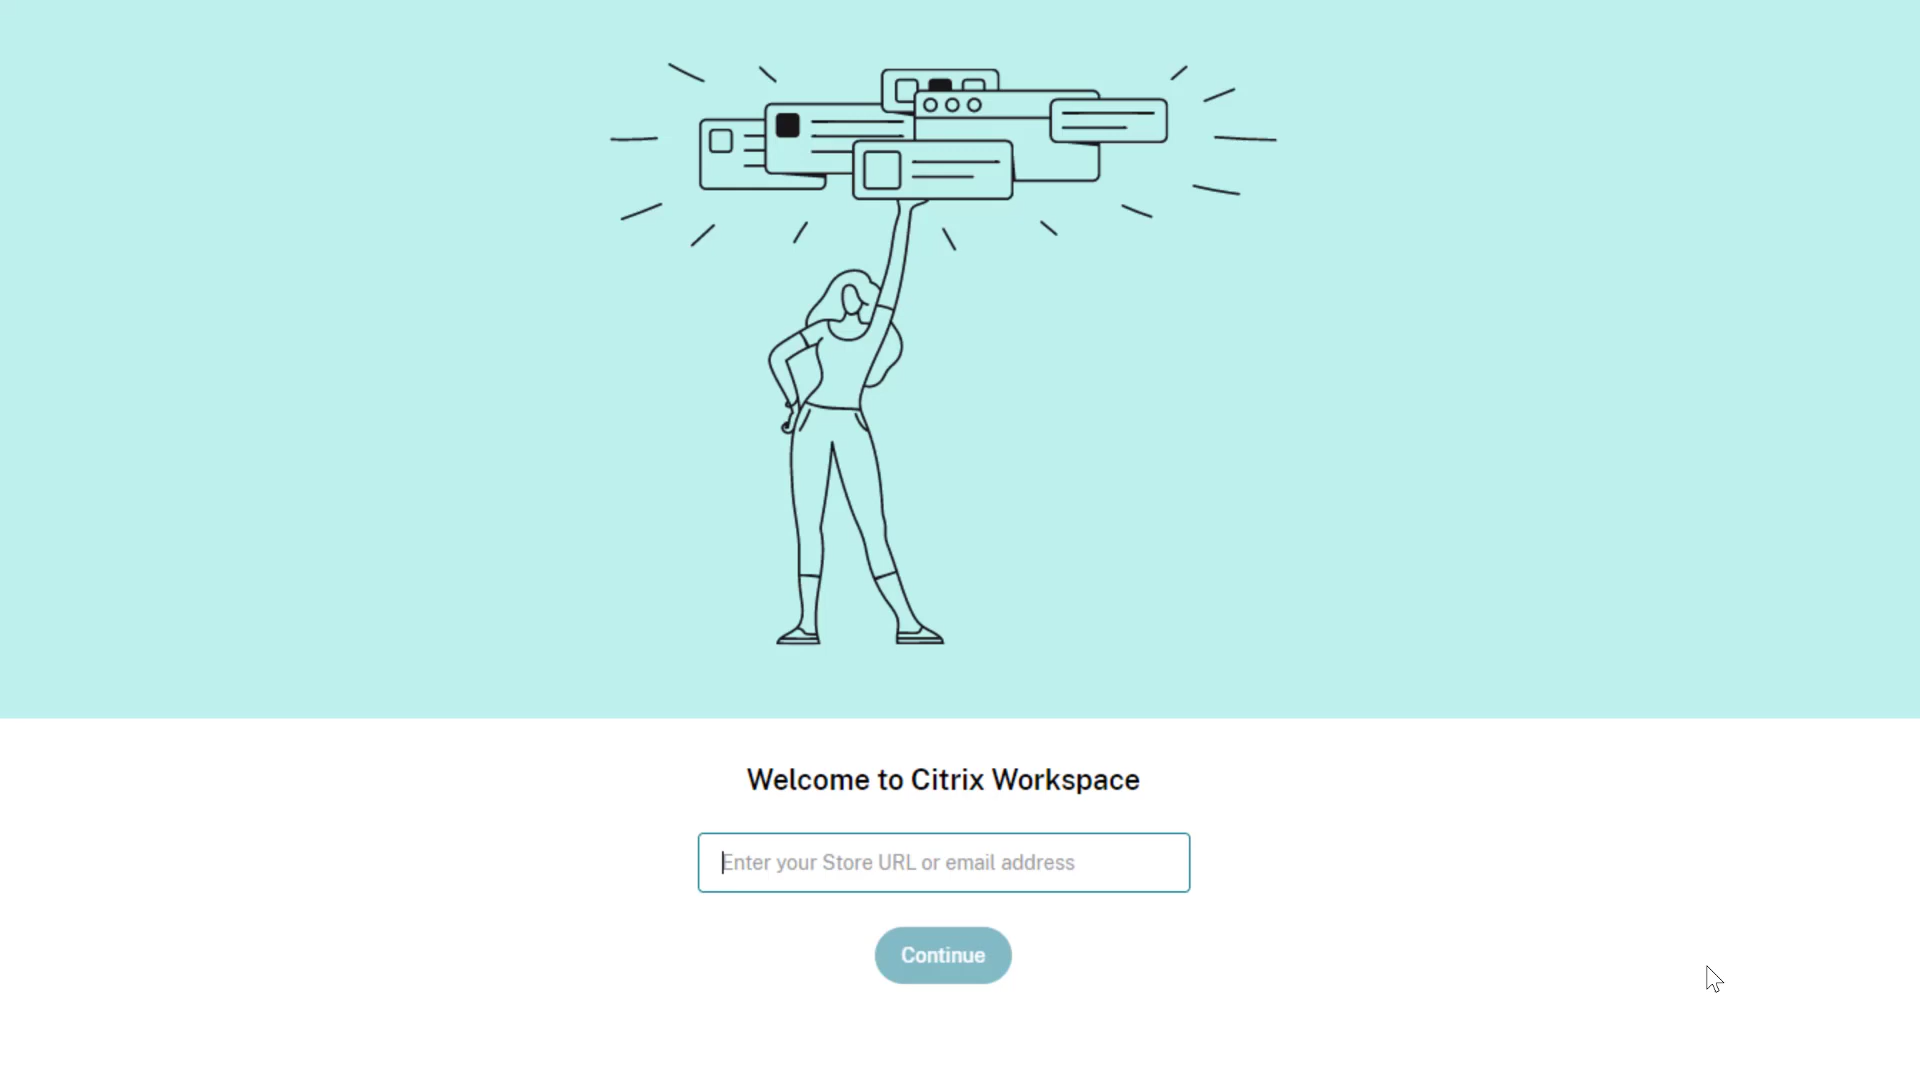 Welcome to Citrix Workspace
Enter your Store URL or email address
Continue